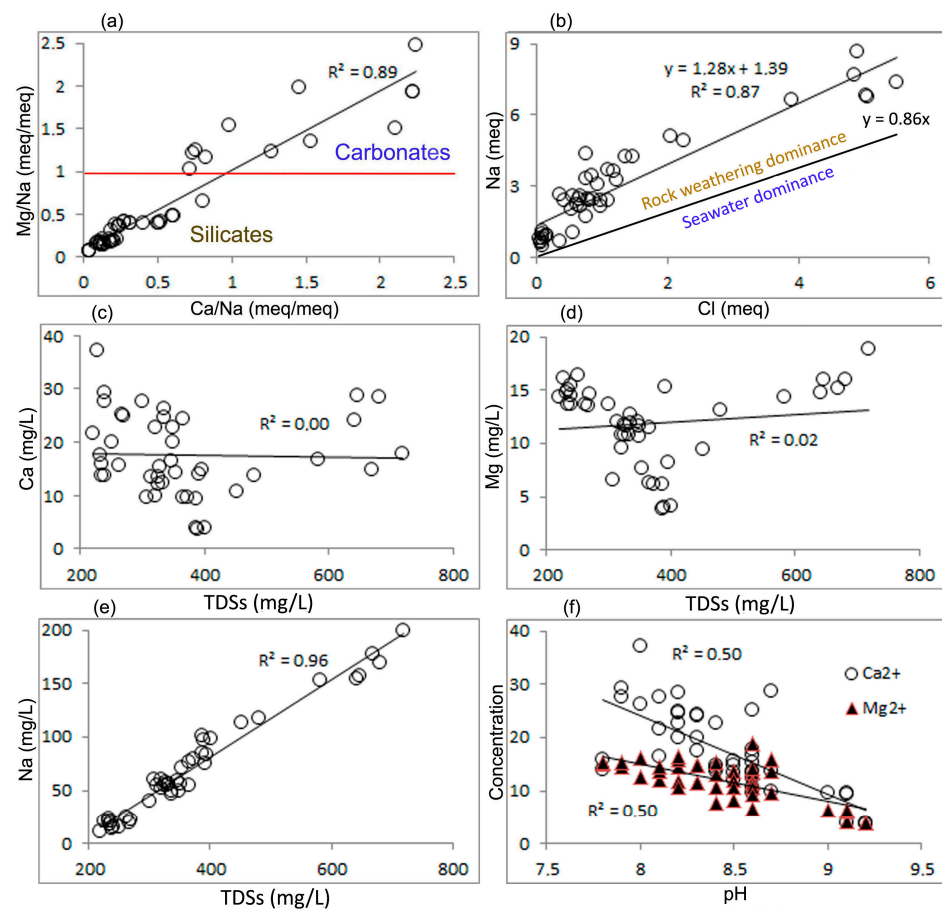 (a)
2.5
2
1.5
1
0.5
0
Mg/Na (meq/meq)
R² = 0.89
Carbonates
Silicates
0 0.5 1 1.5 2 2.5
Ca/Na (meq/meq)
(b)
9
6
3
0
Na (meq)
y = 1.28x + 1.39
R² = 0.87
y = 0.86x
Rock weathering dominance
Seawater dominance
0 2 4 6
Cl (meq)
(c)
40
30
20
10
0
Ca (mg/L)
R² = 0.00
200 400 600 800
TDSs (mg/L)
(d)
20
15
10
5
0
Mg (mg/L)
R² = 0.02
200 400 600 800
TDSs (mg/L)
(e)
200
150
100
50
0
Na (mg/L)
R² = 0.96
200 400 600 800
TDSs (mg/L)
(f)
40
30
20
10
0
Concentration
R² = 0.50
Ca2+
Mg2+
R² = 0.50
7.5 8 8.5 9 9.5
pH